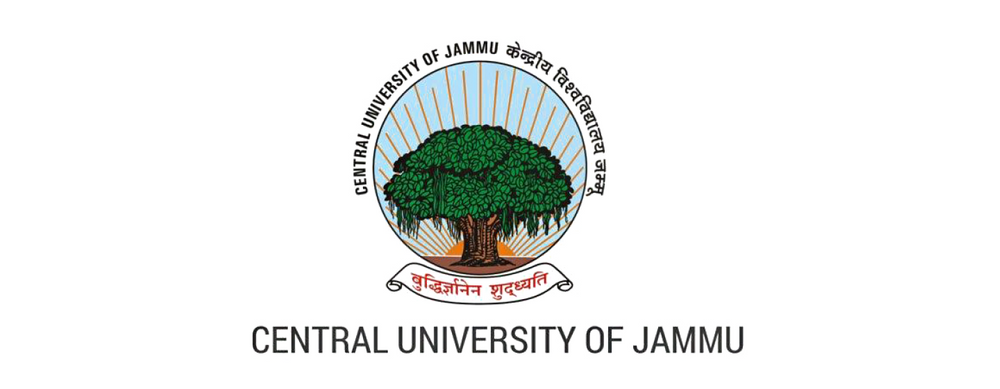 CENTRAL UNIVERSITY OF JAMMU केन्द्रीय विश्वविद्यालय जम्मू
बुद्धिर्ज्ञानेन शुद्ध्यति
CENTRAL UNIVERSITY OF JAMMU